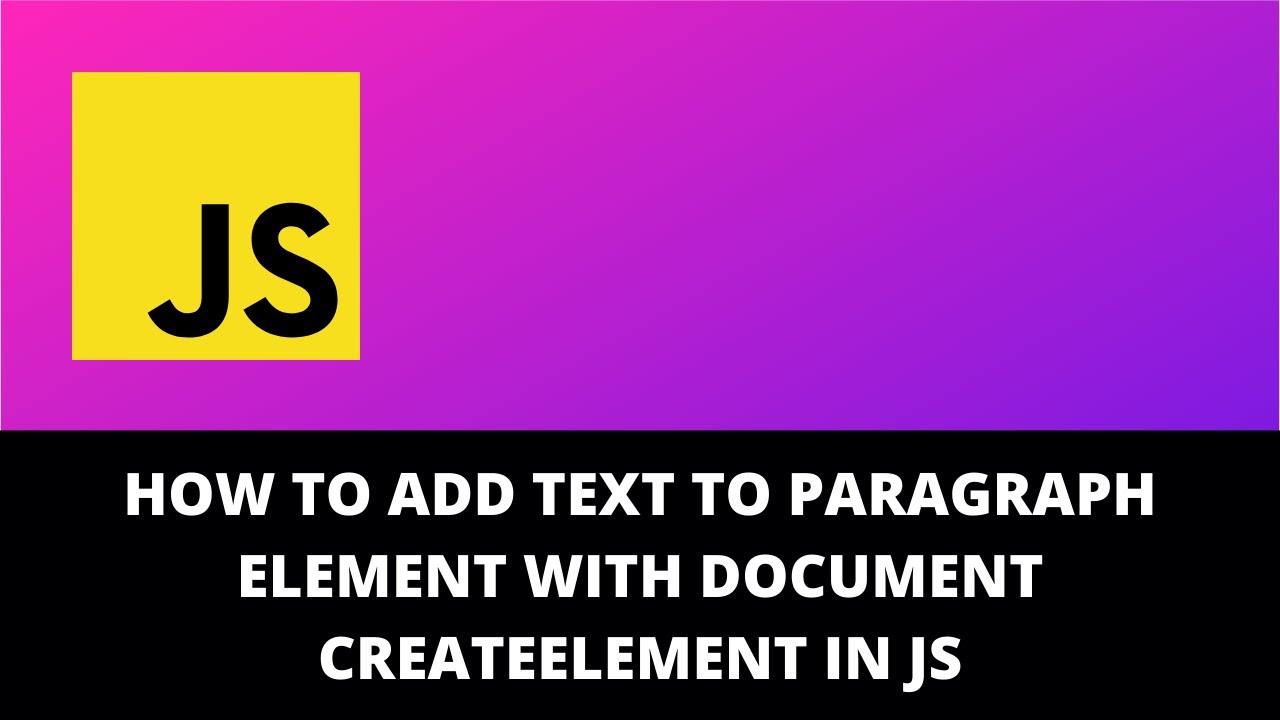 JS
HOW TO ADD TEXT TO PARAGRAPH
ELEMENT WITH DOCUMENT
CREATEELEMENT IN JS